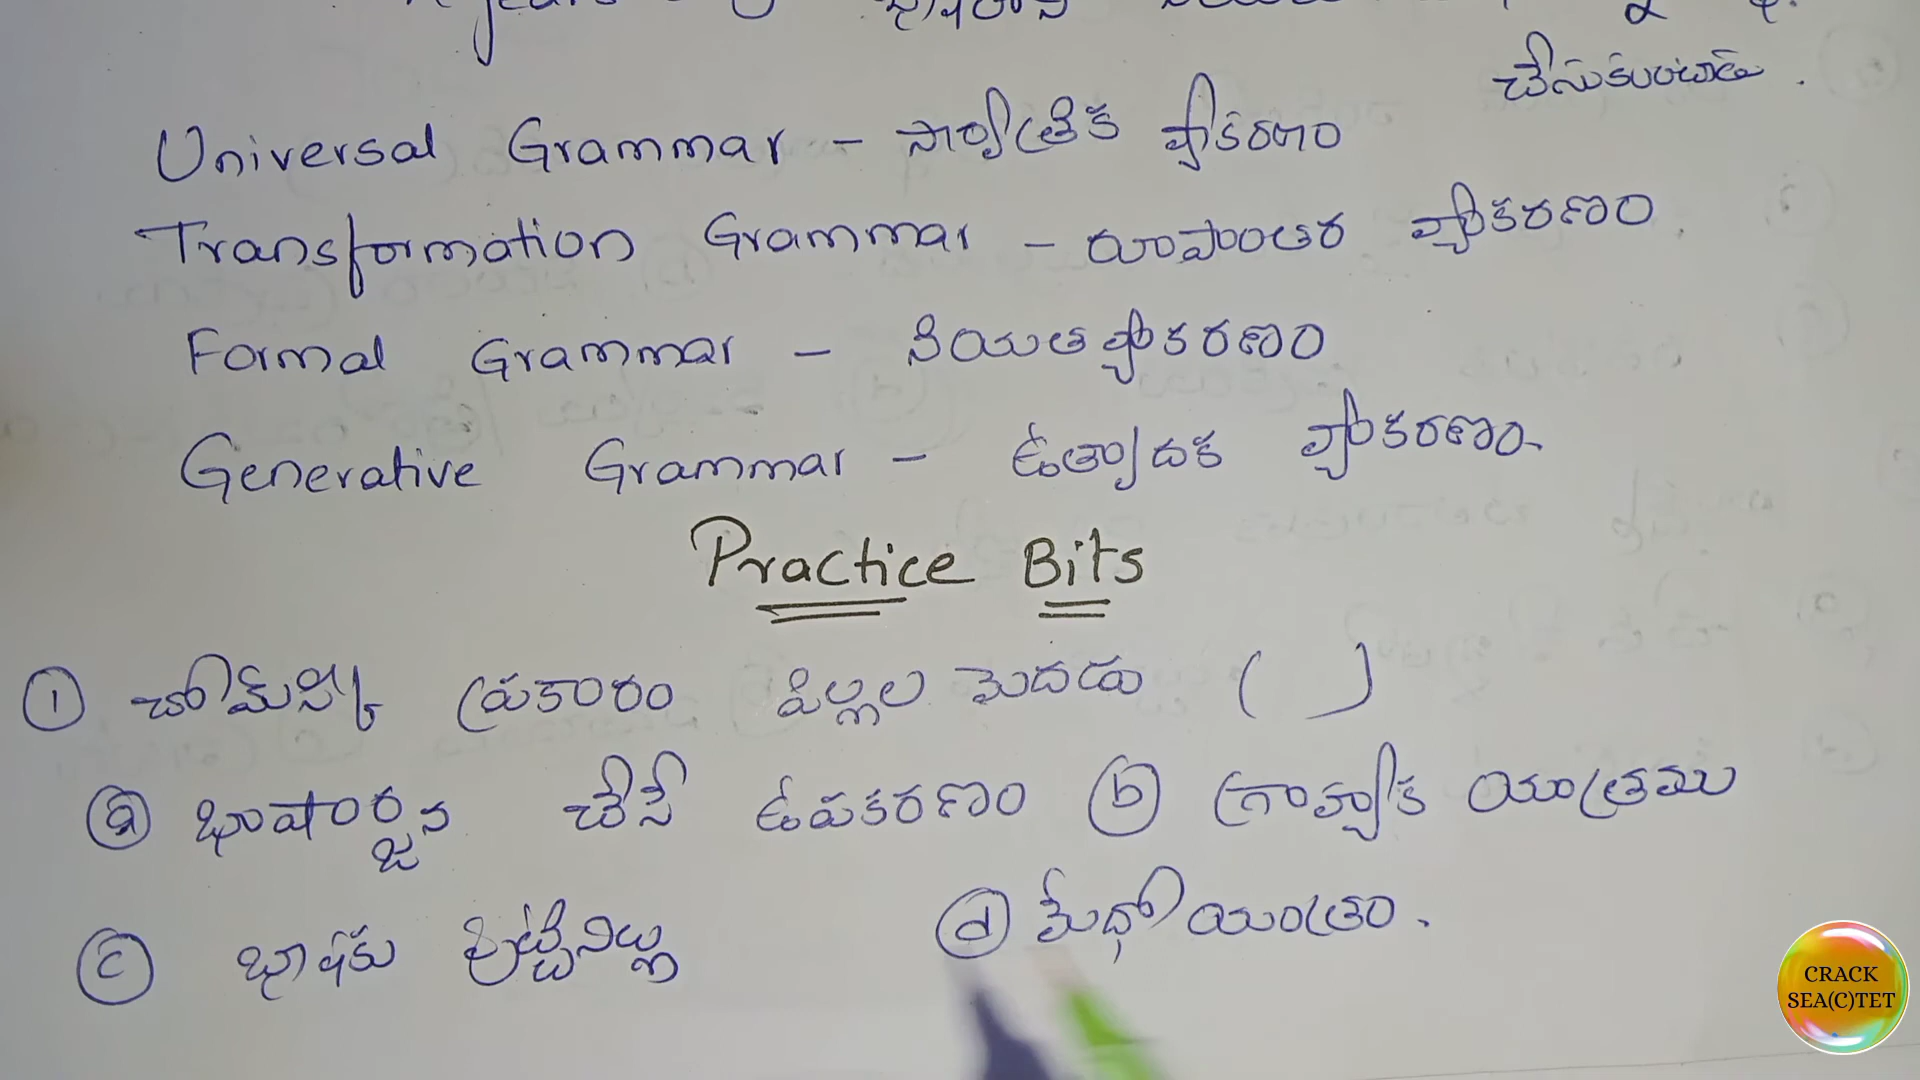 చేసుకుంటాడు.
Universal Grammar - సార్వత్రిక వ్యాకరణం
Transformation Grammar - రూపాంతర వ్యాకరణం.
Formal Grammar - నియత వ్యాకరణం
Generative Grammar - ఉత్పాదక వ్యాకరణం.
Practice Bits
① చోమ్‌స్కి ప్రకారం పిల్లల మెదడు ( )
ⓐ భాషార్జన చేసే ఉపకరణం ⓑ గ్రాహ్యక యంత్రము
ⓒ భాషకు పుట్టినిల్లు ⓓ మేధో యంత్రం.
CRACK
SEA(C)TET